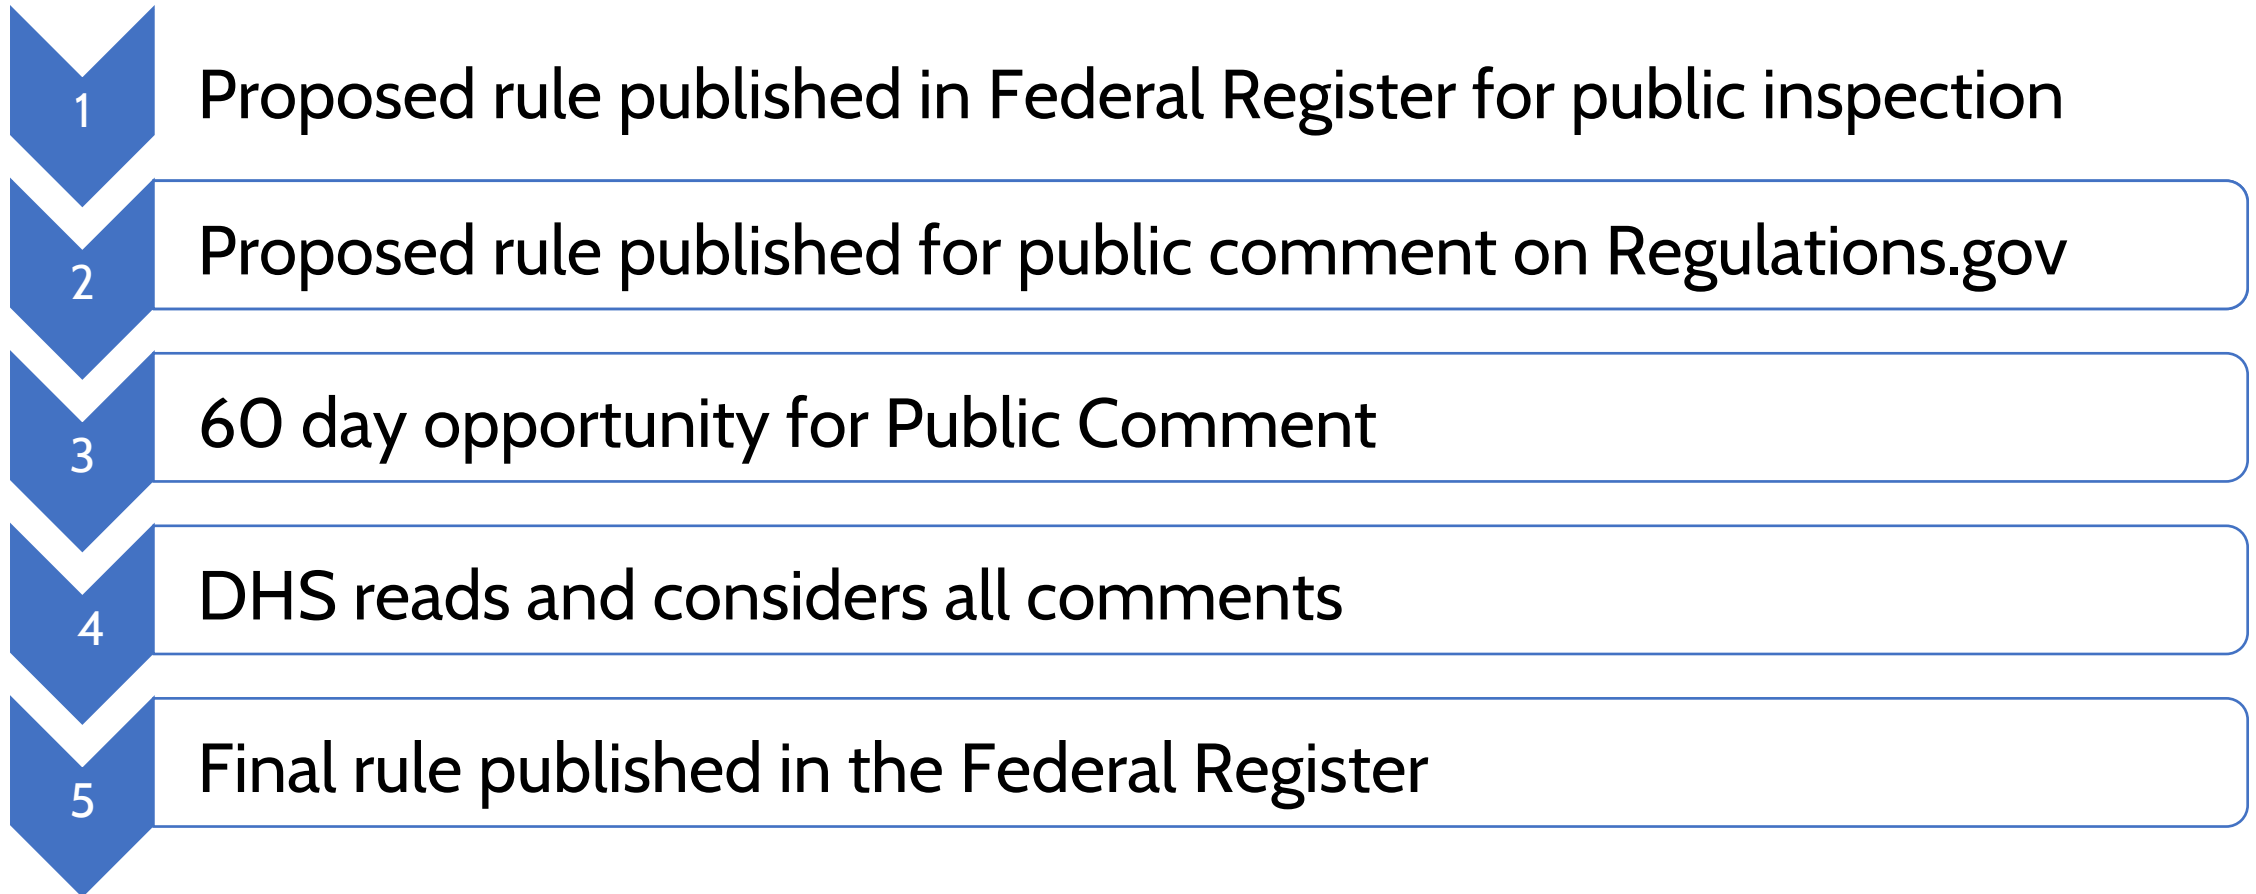 1
Proposed rule published in Federal Register for public inspection
2
Proposed rule published for public comment on Regulations.gov
3
60 day opportunity for Public Comment
4
DHS reads and considers all comments
5
Final rule published in the Federal Register